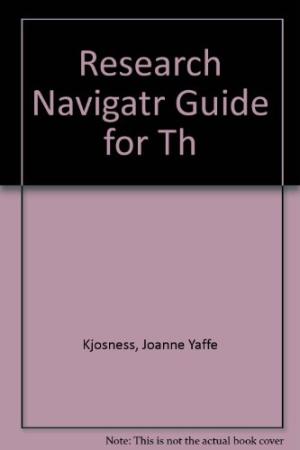 Research
Navigatr Guide
for Th
Kjosness, Joanne Yaffe
Note: This is not the actual book cover